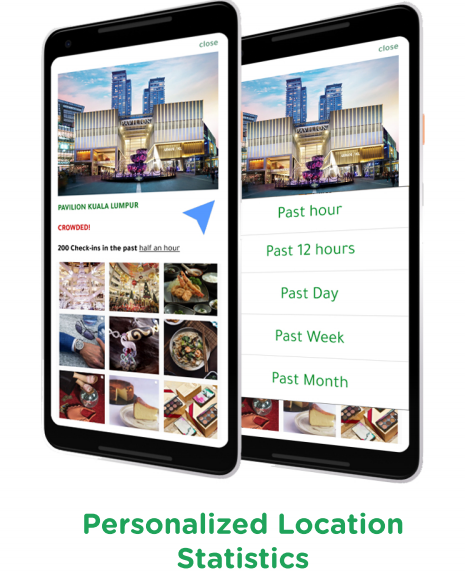 close
PAVILION
PAVILION KUALA LUMPUR
CROWDED!
200 Check-ins in the past half an hour
close
PAVILION
Past hour
Past 12 hours
Past Day
Past Week
Past Month
Personalized Location
Statistics